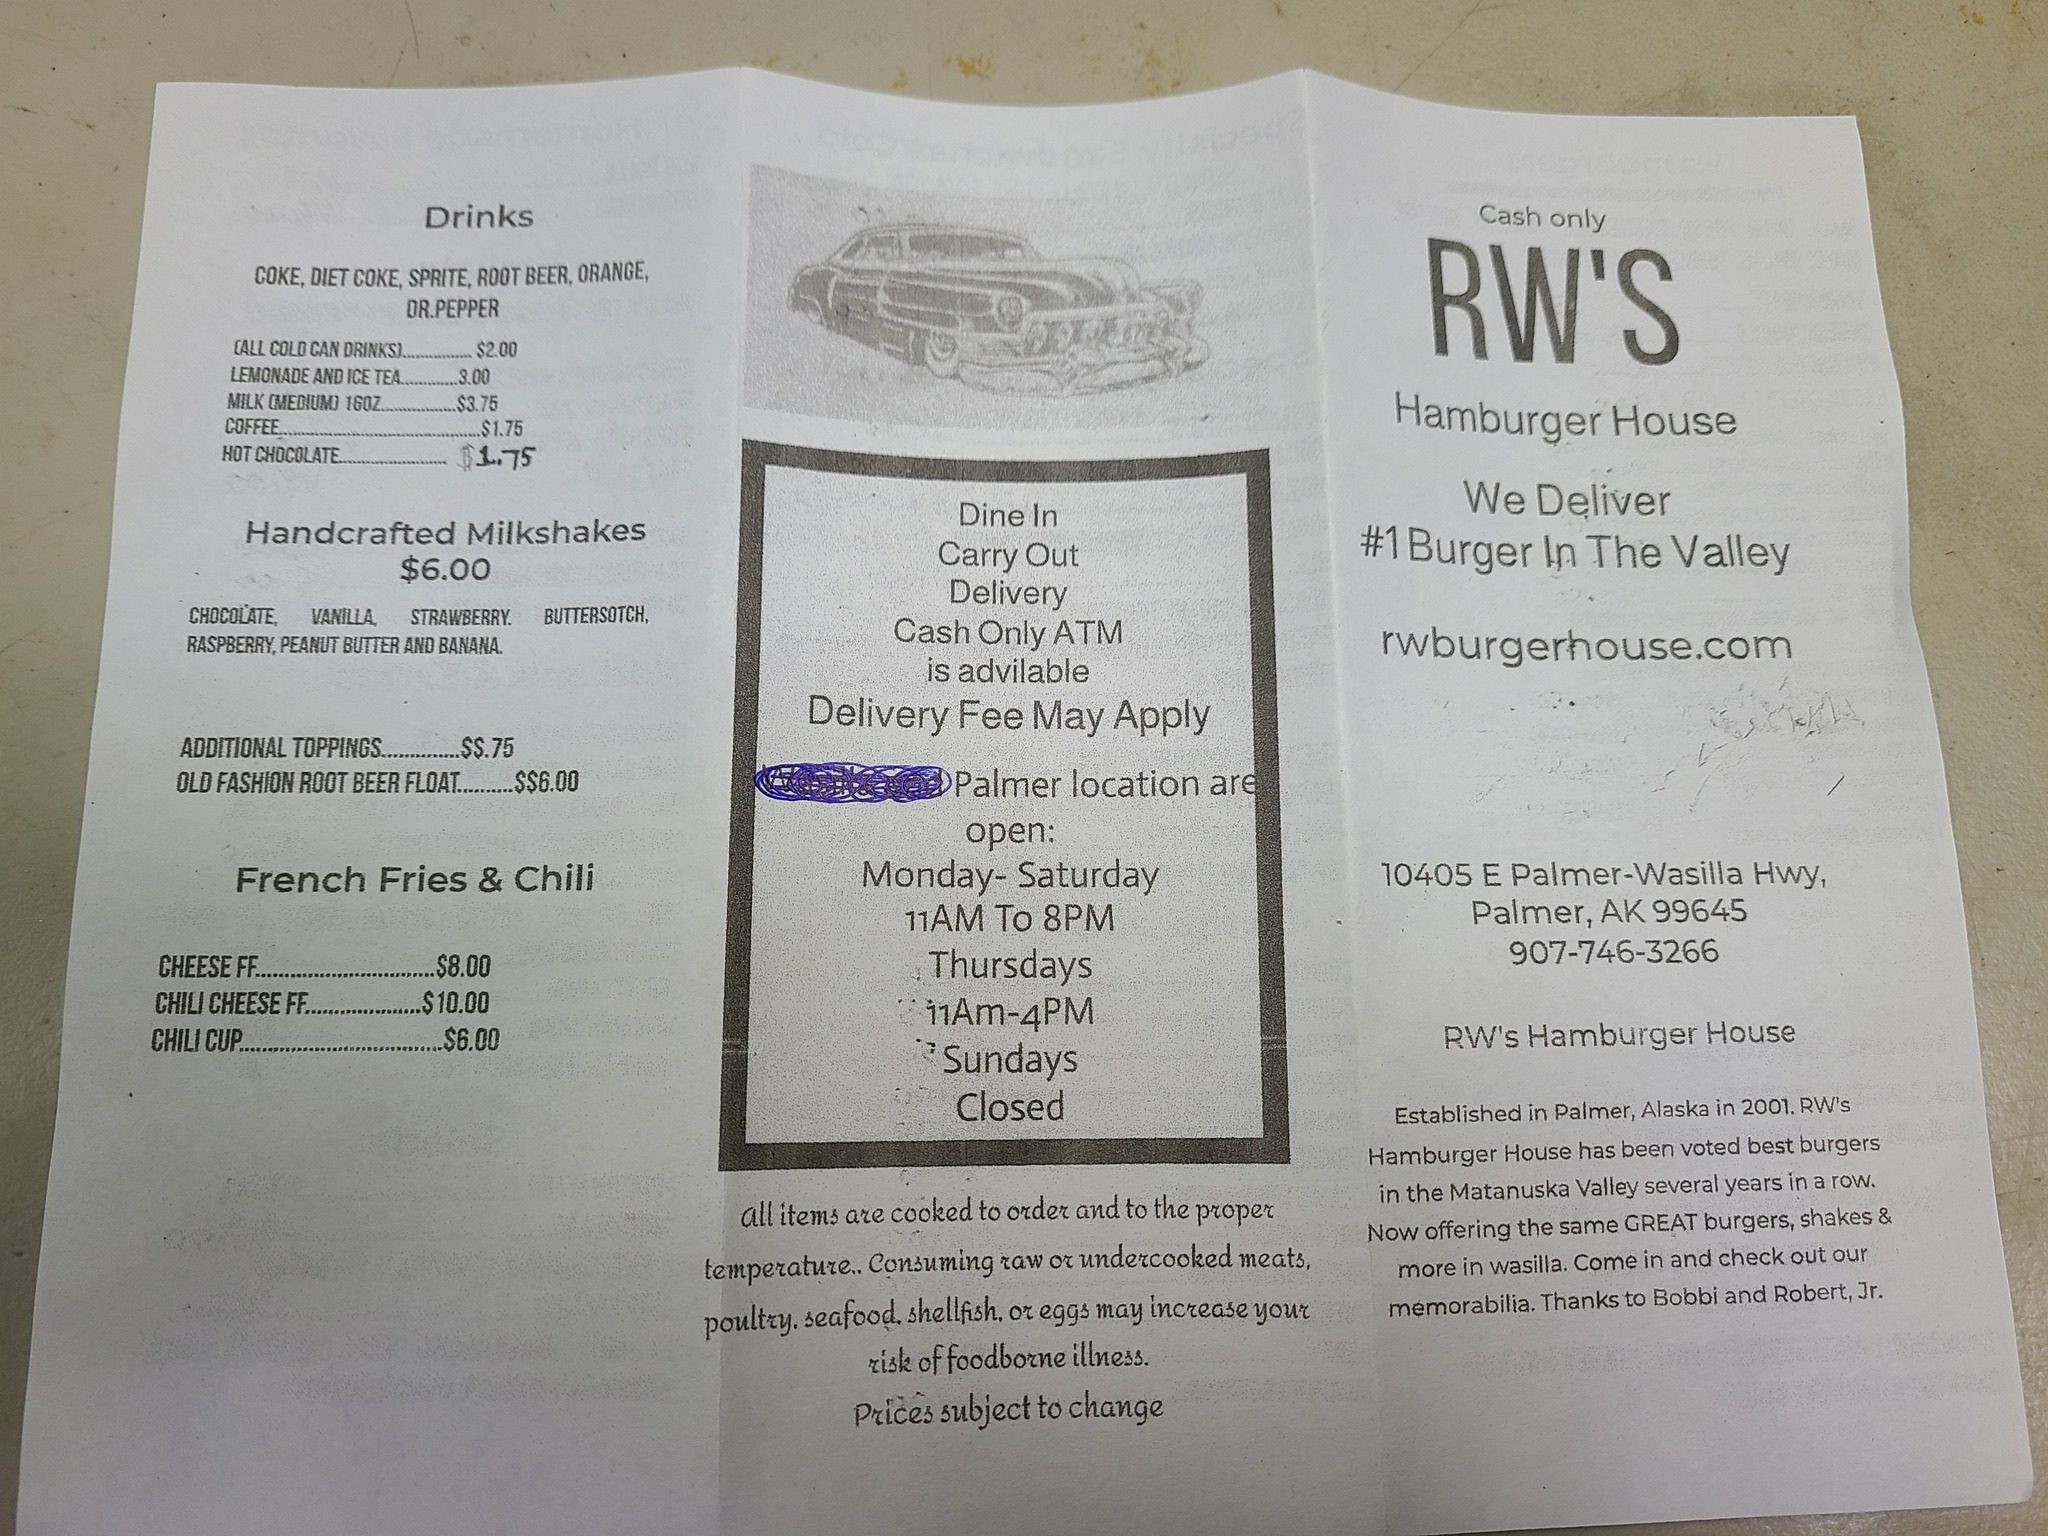 Drinks
COKE, DIET COKE, SPRITE, ROOT BEER, ORANGE,
DR.PEPPER
(ALL COLD CAN DRINKS)................ $2.00
LEMONADE AND ICE TEA............3.00
MILK (MEDIUM) 16OZ.................$3.75
COFFEE...............................................$1.75
HOT CHOCOLATE........................ $1.75
Handcrafted Milkshakes
$6.00
CHOCOLATE, VANILLA, STRAWBERRY. BUTTERSOTCH,
RASPBERRY, PEANUT BUTTER AND BANANA.
ADDITIONAL TOPPINGS.............$$.75
OLD FASHION ROOT BEER FLOAT..........$$6.00
French Fries & Chili
CHEESE FF.................................$8.00
CHILI CHEESE FF.....................$10.00
CHILI CUP.....................................$6.00
Dine In
Carry Out
Delivery
Cash Only ATM
is advilable
Delivery Fee May Apply
Wasilla and Palmer location are
open:
Monday- Saturday
11AM To 8PM
Thursdays
11Am-4PM
Sundays
Closed
All items are cooked to order and to the proper
temperature.. Consuming raw or undercooked meats,
poultry, seafood, shellfish, or eggs may increase your
risk of foodborne illness.
Prices subject to change
Cash only
RW'S
Hamburger House
We Deliver
#1 Burger In The Valley
rwburgerhouse.com
10405 E Palmer-Wasilla Hwy,
Palmer, AK 99645
907-746-3266
RW's Hamburger House
Established in Palmer, Alaska in 2001. RW's
Hamburger House has been voted best burgers
in the Matanuska Valley several years in a row.
Now offering the same GREAT burgers, shakes &
more in wasilla. Come in and check out our
memorabilia. Thanks to Bobbi and Robert, Jr.